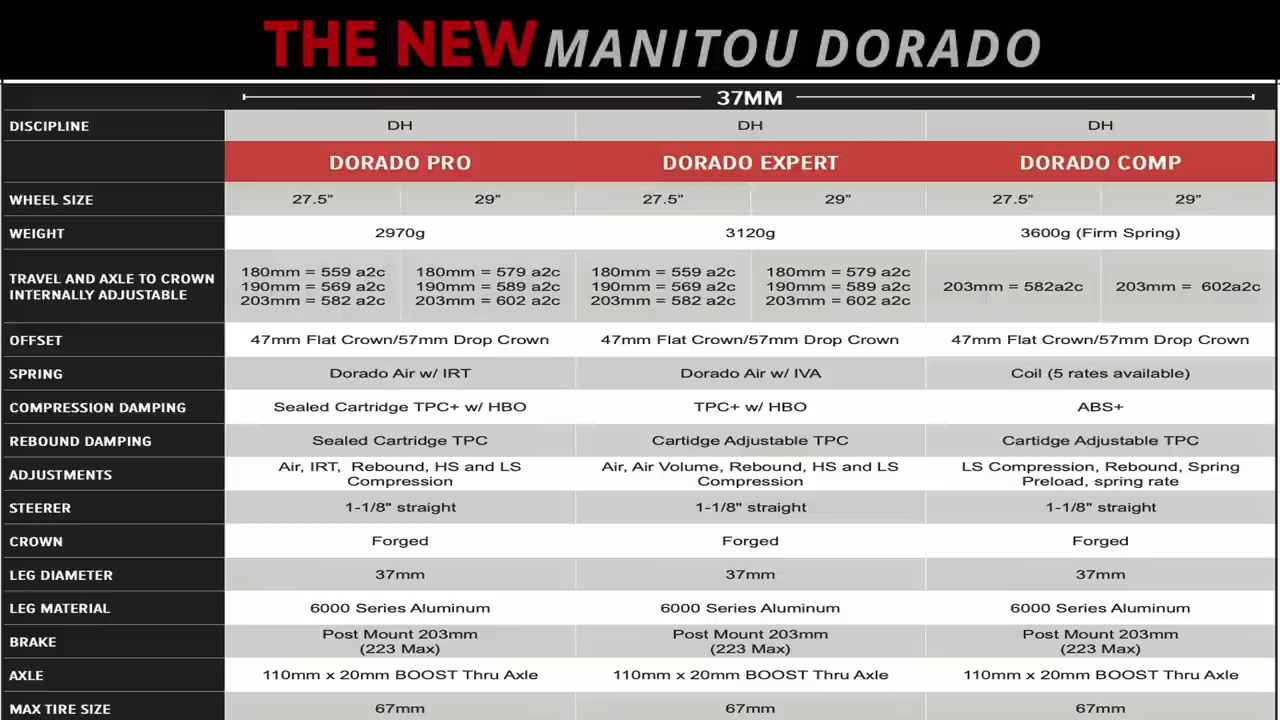 THE NEW MANITOU DORADO
37MM
DISCIPLINE DH DH DH
DORADO PRO DORADO EXPERT DORADO COMP
WHEEL SIZE 27.5" 29" 27.5" 29" 27.5" 29"
WEIGHT 2970g 3120g 3600g (Firm Spring)
TRAVEL AND AXLE TO CROWN
INTERNALLY ADJUSTABLE
180mm = 559 a2c
190mm = 569 a2c
203mm = 582 a2c
180mm = 579 a2c
190mm = 589 a2c
203mm = 602 a2c
180mm = 559 a2c
190mm = 569 a2c
203mm = 582 a2c
180mm = 579 a2c
190mm = 589 a2c
203mm = 602 a2c
203mm = 582a2c
203mm = 602a2c
OFFSET 47mm Flat Crown/57mm Drop Crown 47mm Flat Crown/57mm Drop Crown 47mm Flat Crown/57mm Drop Crown
SPRING Dorado Air w/ IRT Dorado Air w/ IVA Coil (5 rates available)
COMPRESSION DAMPING Sealed Cartridge TPC+ w/ HBO TPC+ w/ HBO ABS+
REBOUND DAMPING Sealed Cartridge TPC Cartidge Adjustable TPC Cartidge Adjustable TPC
ADJUSTMENTS
Air, IRT, Rebound, HS and LS
Compression
Air, Air Volume, Rebound, HS and LS
Compression
LS Compression, Rebound, Spring
Preload, spring rate
STEERER 1-1/8" straight 1-1/8" straight 1-1/8" straight
CROWN Forged Forged Forged
LEG DIAMETER 37mm 37mm 37mm
LEG MATERIAL 6000 Series Aluminum 6000 Series Aluminum 6000 Series Aluminum
BRAKE
Post Mount 203mm
(223 Max)
Post Mount 203mm
(223 Max)
Post Mount 203mm
(223 Max)
AXLE 110mm x 20mm BOOST Thru Axle 110mm x 20mm BOOST Thru Axle 110mm x 20mm BOOST Thru Axle
MAX TIRE SIZE 67mm 67mm 67mm